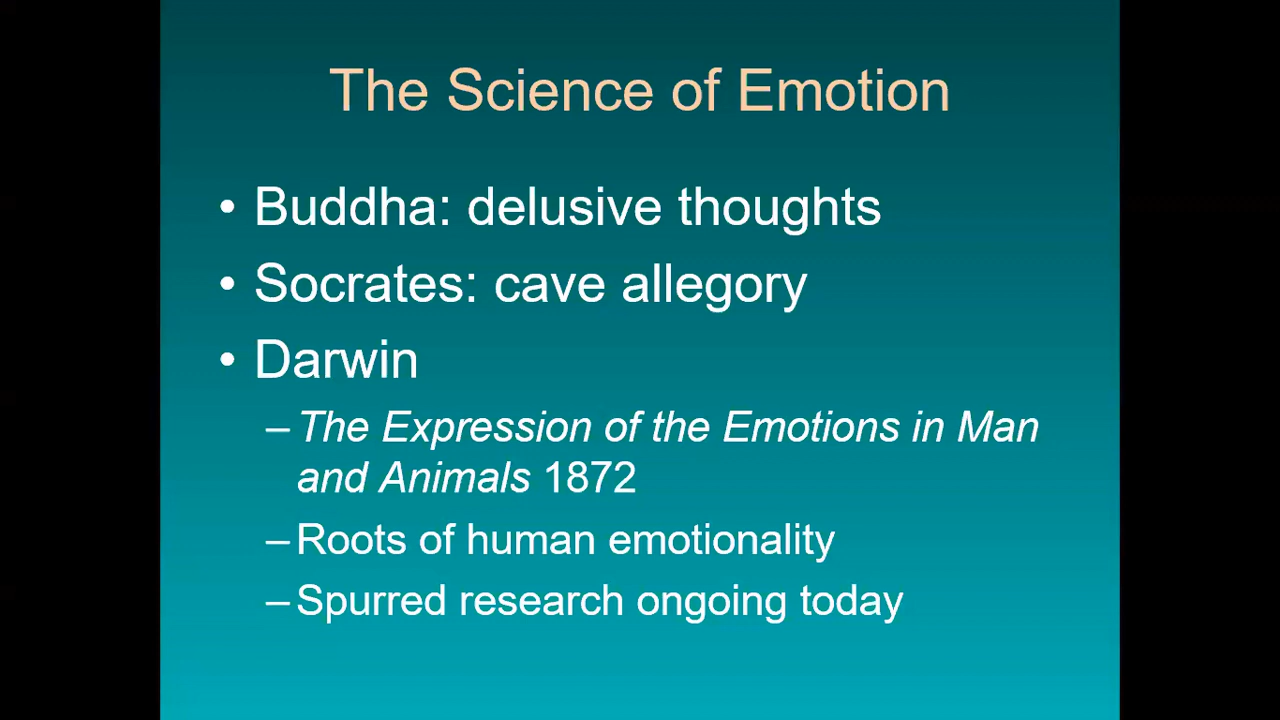 The Science of Emotion
• Buddha: delusive thoughts
• Socrates: cave allegory
• Darwin
– The Expression of the Emotions in Man
and Animals 1872
– Roots of human emotionality
– Spurred research ongoing today